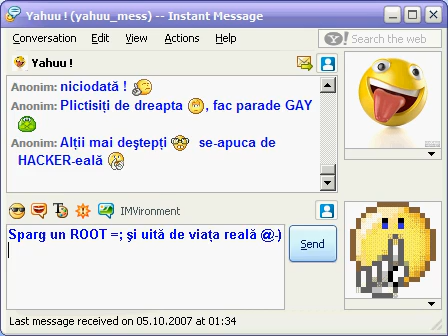 Yahuu ! (yahuu_mess) -- Instant Message
Conversation Edit View Actions Help
Y! Search the web
Yahuu !
Anonim: niciodată !
Anonim: Plictisiţi de dreapta , fac parade GAY
Anonim: Alţii mai deştepţi se-apuca de
HACKER-eală
IMVironment
Sparg un ROOT =; şi uită de viaţa reală @-)
Send
Last message received on 05.10.2007 at 01:34